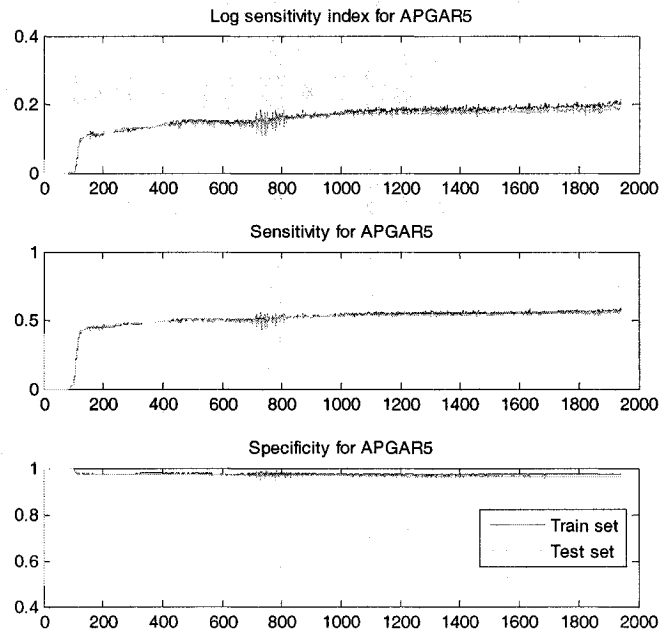 Log sensitivity index for APGAR5
0.4
0.2
0
0 200 400 600 800 1000 1200 1400 1600 1800 2000
Sensitivity for APGAR5
1
0.5
0
0 200 400 600 800 1000 1200 1400 1600 1800 2000
Specificity for APGAR5
1
0.8
0.6
0.4
Train set
Test set
0 200 400 600 800 1000 1200 1400 1600 1800 2000